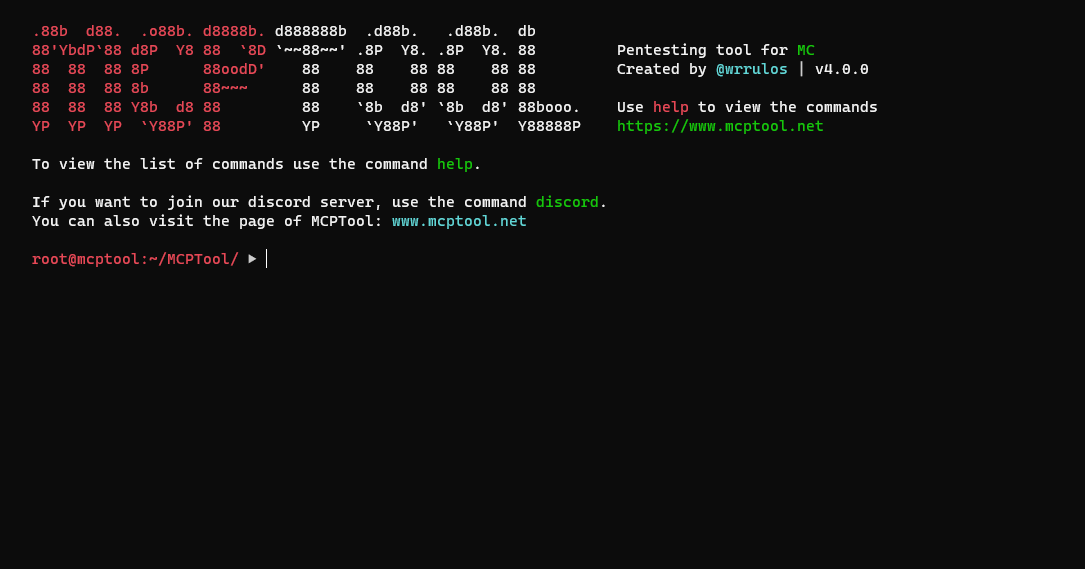 .88b  d88.  .o88b. d8888b. d888888b  .d88b.   .d88b.  db
88'YbdP`88 d8P  Y8 88  `8D `~~88~~' .8P  Y8. .8P  Y8. 88         Pentesting tool for MC
88  88  88 8P      88oodD'    88    88    88 88    88 88         Created by @wrrulos | v4.0.0
88  88  88 8b      88~~~      88    88    88 88    88 88
88  88  88 Y8b  d8 88         88    `8b  d8' `8b  d8' 88booo.    Use help to view the commands
YP  YP  YP  `Y88P' 88         YP     `Y88P'   `Y88P'  Y88888P    https://www.mcptool.net
To view the list of commands use the command help.
If you want to join our discord server, use the command discord.
You can also visit the page of MCPTool: www.mcptool.net
root@mcptool:~/MCPTool/ ►